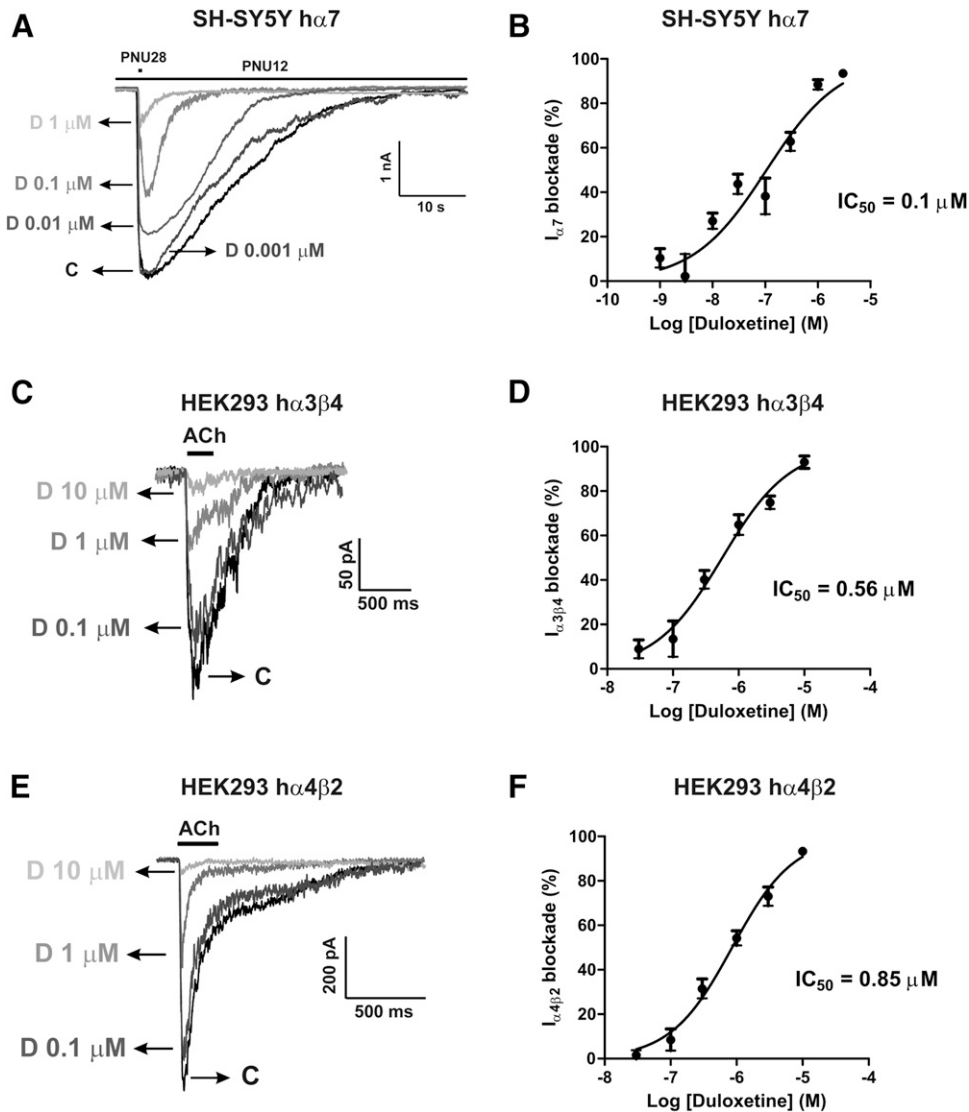 A
SH-SY5Y hα7
PNU28
PNU12
D 1 μM
D 0.1 μM
D 0.01 μM
D 0.001 μM
C
1 nA
10 s
B
SH-SY5Y hα7
100
80
60
40
20
0
Iα7 blockade (%)
IC50 = 0.1 μM
-10 -9 -8 -7 -6 -5
Log [Duloxetine] (M)
C
HEK293 hα3β4
ACh
D 10 μM
D 1 μM
D 0.1 μM
C
50 pA
500 ms
D
HEK293 hα3β4
100
80
60
40
20
0
Iα3β4 blockade (%)
IC50 = 0.56 μM
-8 -7 -6 -5 -4
Log [Duloxetine] (M)
E
HEK293 hα4β2
ACh
D 10 μM
D 1 μM
D 0.1 μM
C
200 pA
500 ms
F
HEK293 hα4β2
100
80
60
40
20
0
Iα4β2 blockade (%)
IC50 = 0.85 μM
-8 -7 -6 -5 -4
Log [Duloxetine] (M)